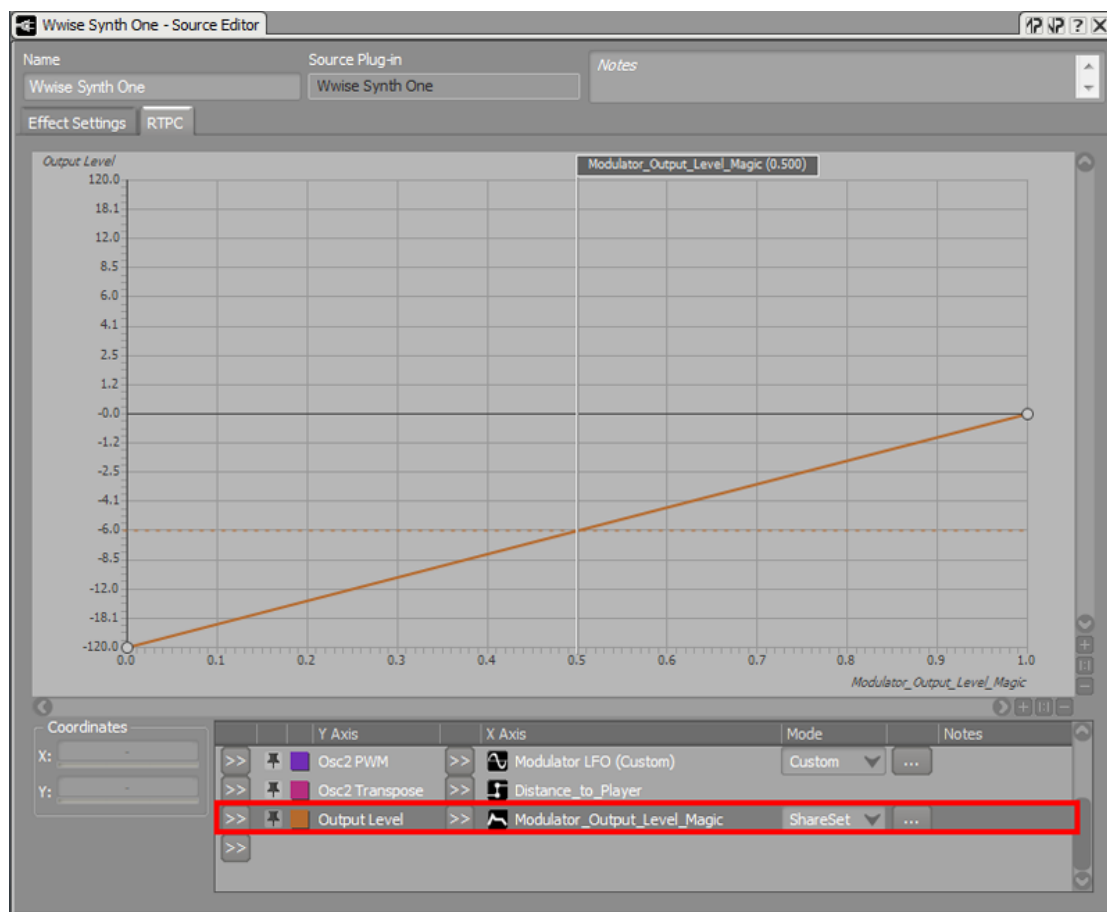 Wwise Synth One - Source Editor
Name
Source Plug-in
Notes
Wwise Synth One
Wwise Synth One
Effect Settings
RTPC
Output Level
Modulator_Output_Level_Magic (0.500)
120.0
18.1
12.0
8.5
6.0
4.1
2.5
1.2
-0.0
-1.2
-2.5
-4.1
-6.0
-8.5
-12.0
-18.1
-120.0
0.0 0.1 0.2 0.3 0.4 0.5 0.6 0.7 0.8 0.9 1.0
Modulator_Output_Level_Magic
Coordinates
X: -
Y: -
Y Axis X Axis Mode Notes
>> Osc2 PWM >> Modulator LFO (Custom) Custom ...
>> Osc2 Transpose >> Distance_to_Player
>> Output Level >> Modulator_Output_Level_Magic ShareSet ...
>>